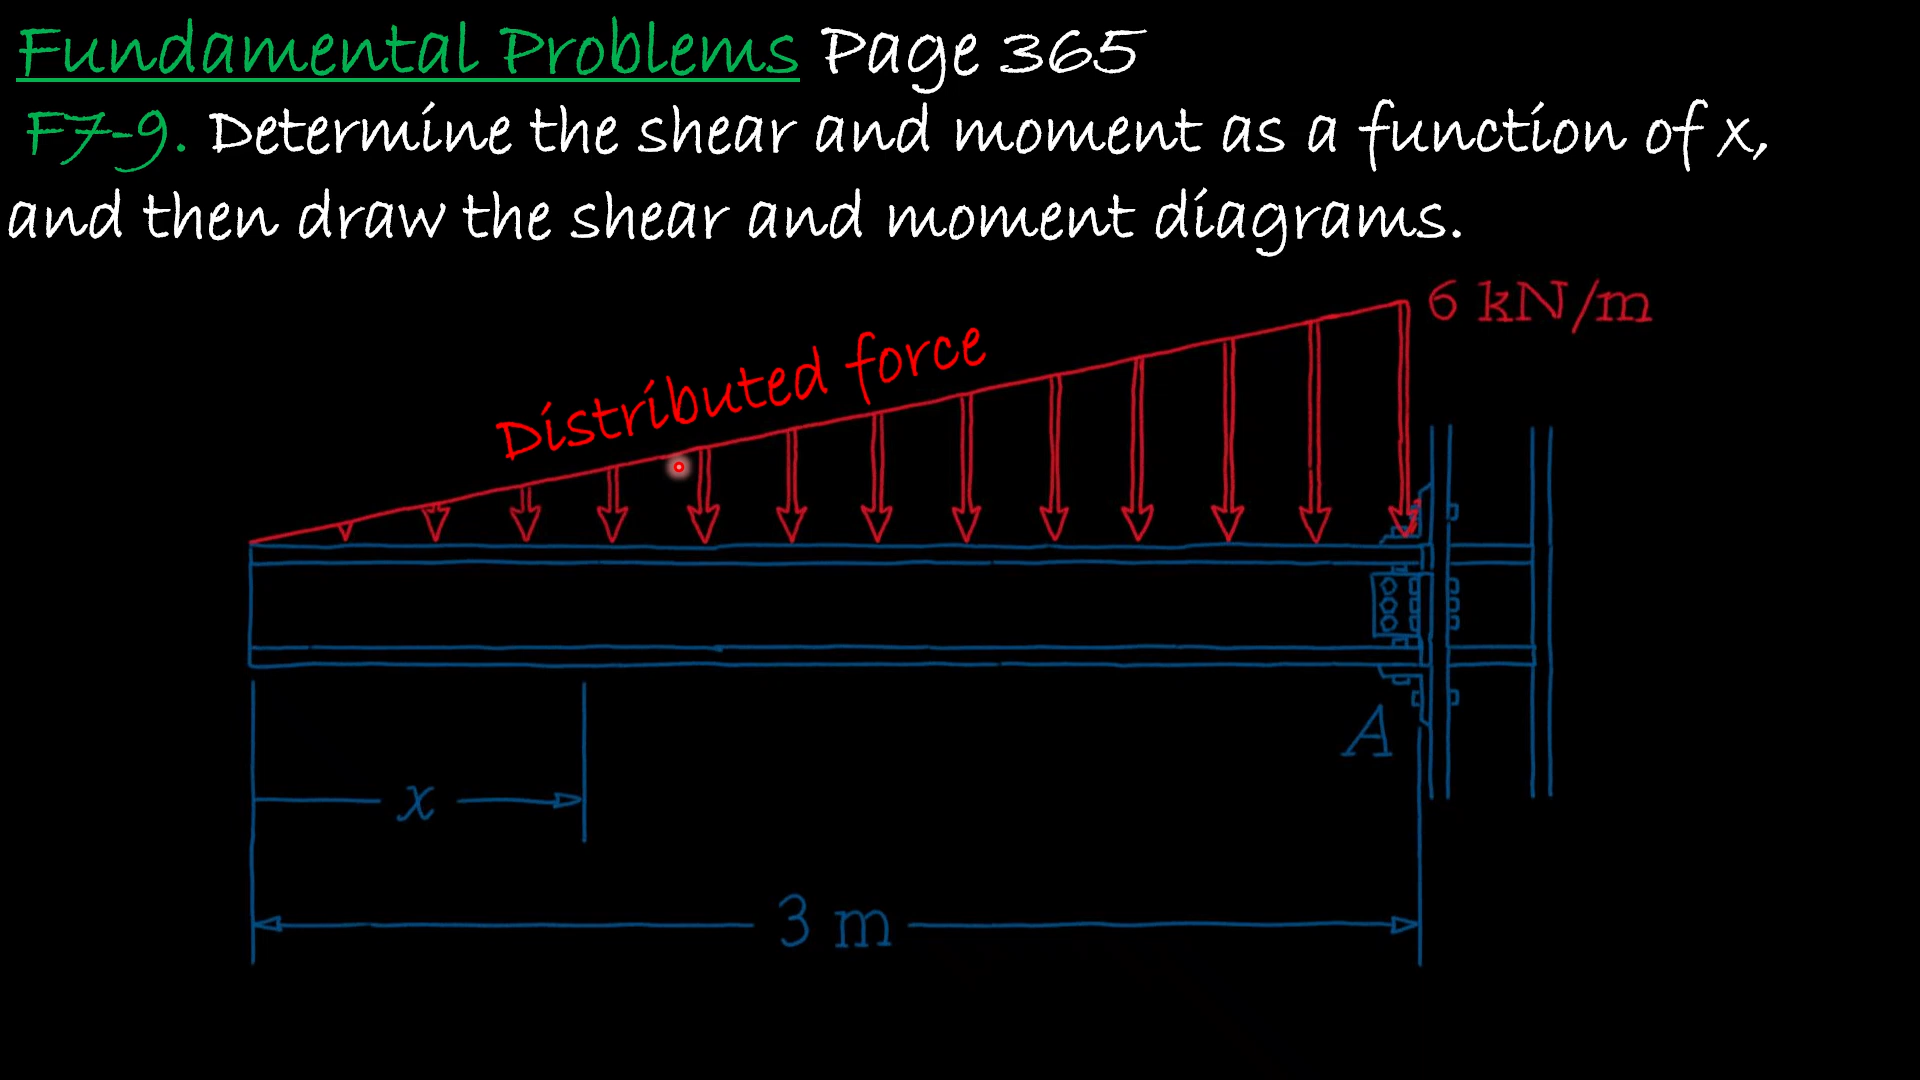 Fundamental Problems Page 365
F7-9. Determine the shear and moment as a function of x,
and then draw the shear and moment diagrams.
6 kN/m
Distributed force
A
x
3 m